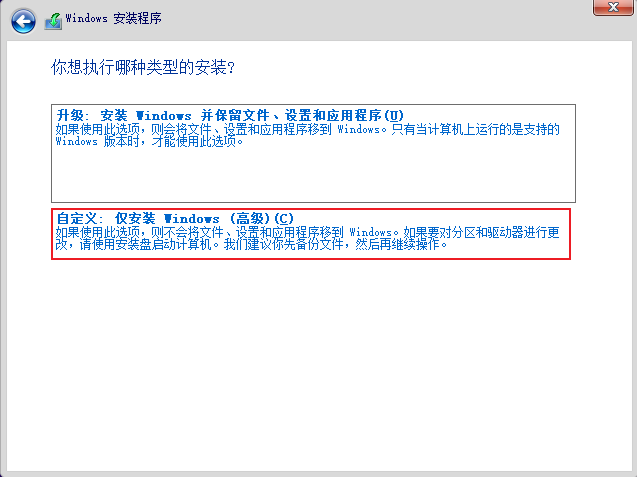 Windows 安装程序
你想执行哪种类型的安装?
升级: 安装 Windows 并保留文件、设置和应用程序(U)
如果使用此选项，则会将文件、设置和应用程序移到 Windows。只有当计算机上运行的是支持的
Windows 版本时，才能使用此选项。
自定义: 仅安装 Windows (高级)(C)
如果使用此选项，则不会将文件、设置和应用程序移到 Windows。如果要对分区和驱动器进行更
改，请使用安装盘启动计算机。我们建议你先备份文件，然后再继续操作。